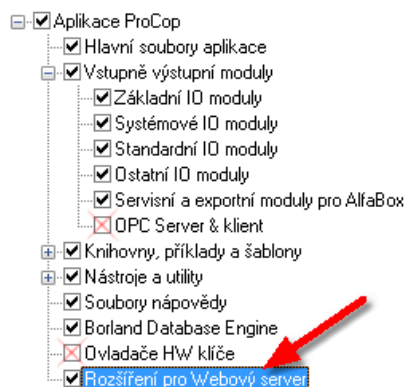 Aplikace ProCop
Hlavní soubory aplikace
Vstupně výstupní moduly
Základní IO moduly
Systémové IO moduly
Standardní IO moduly
Ostatní IO moduly
Servisní a exportní moduly pro AlfaBox
OPC Server & klient
Knihovny, příklady a šablony
Nástroje a utility
Soubory nápovědy
Borland Database Engine
Ovladače HW klíče
Rozšíření pro Webový server